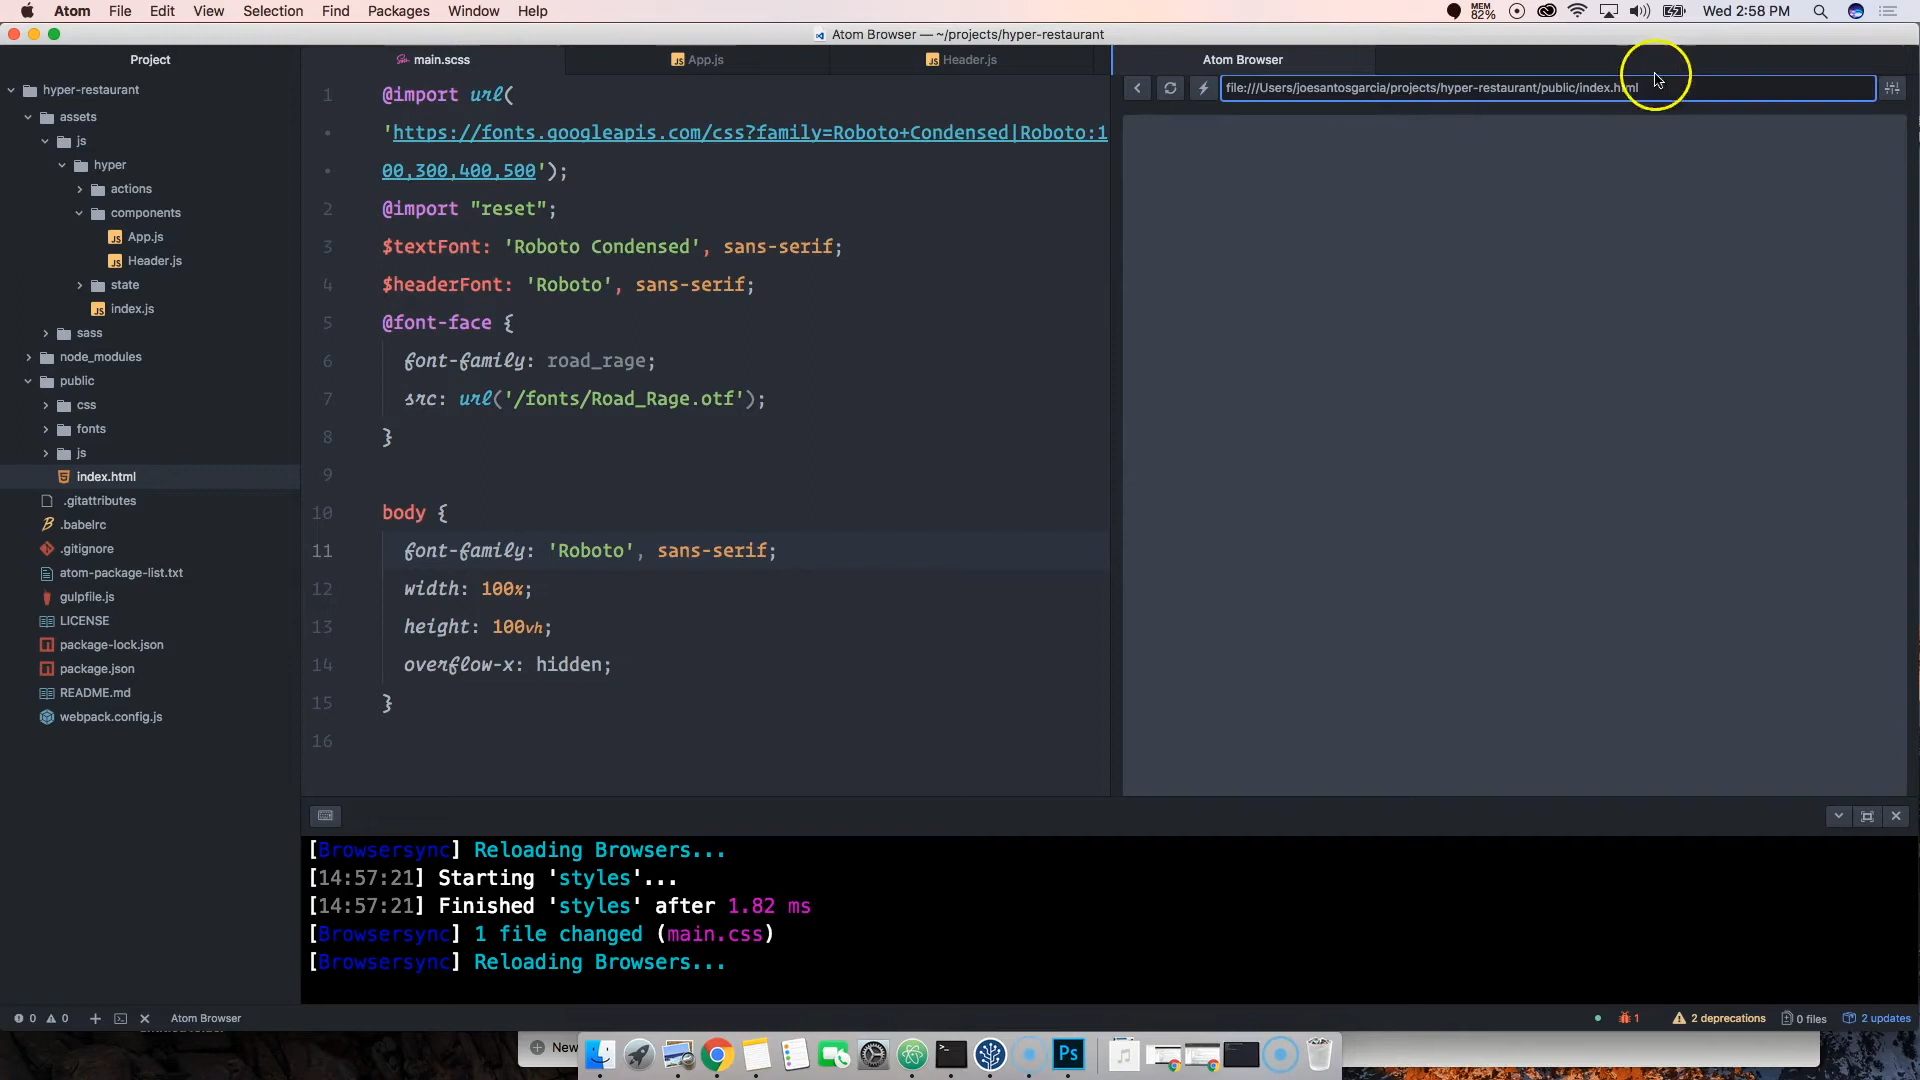 Atom File Edit View Selection Find Packages Window Help
MEM 82% Wed 2:58 PM
Atom Browser — ~/projects/hyper-restaurant
Project
main.scss
App.js
Header.js
Atom Browser
file:///Users/joesantosgarcia/projects/hyper-restaurant/public/index.html
hyper-restaurant
assets
js
hyper
actions
components
App.js
Header.js
state
index.js
sass
node_modules
public
css
fonts
js
index.html
.gitattributes
.babelrc
.gitignore
atom-package-list.txt
gulpfile.js
LICENSE
package-lock.json
package.json
README.md
webpack.config.js
1 @import url(
• 'https://fonts.googleapis.com/css?family=Roboto+Condensed|Roboto:1
• 00,300,400,500');
2 @import "reset";
3 $textFont: 'Roboto Condensed', sans-serif;
4 $headerFont: 'Roboto', sans-serif;
5 @font-face {
6 font-family: road_rage;
7 src: url('/fonts/Road_Rage.otf');
8 }
9
10 body {
11 font-family: 'Roboto', sans-serif;
12 width: 100%;
13 height: 100vh;
14 overflow-x: hidden;
15 }
16
[Browsersync] Reloading Browsers...
[14:57:21] Starting 'styles'...
[14:57:21] Finished 'styles' after 1.82 ms
[Browsersync] 1 file changed (main.css)
[Browsersync] Reloading Browsers...
0 0 Atom Browser
1 2 deprecations 0 files 2 updates
New
Ps